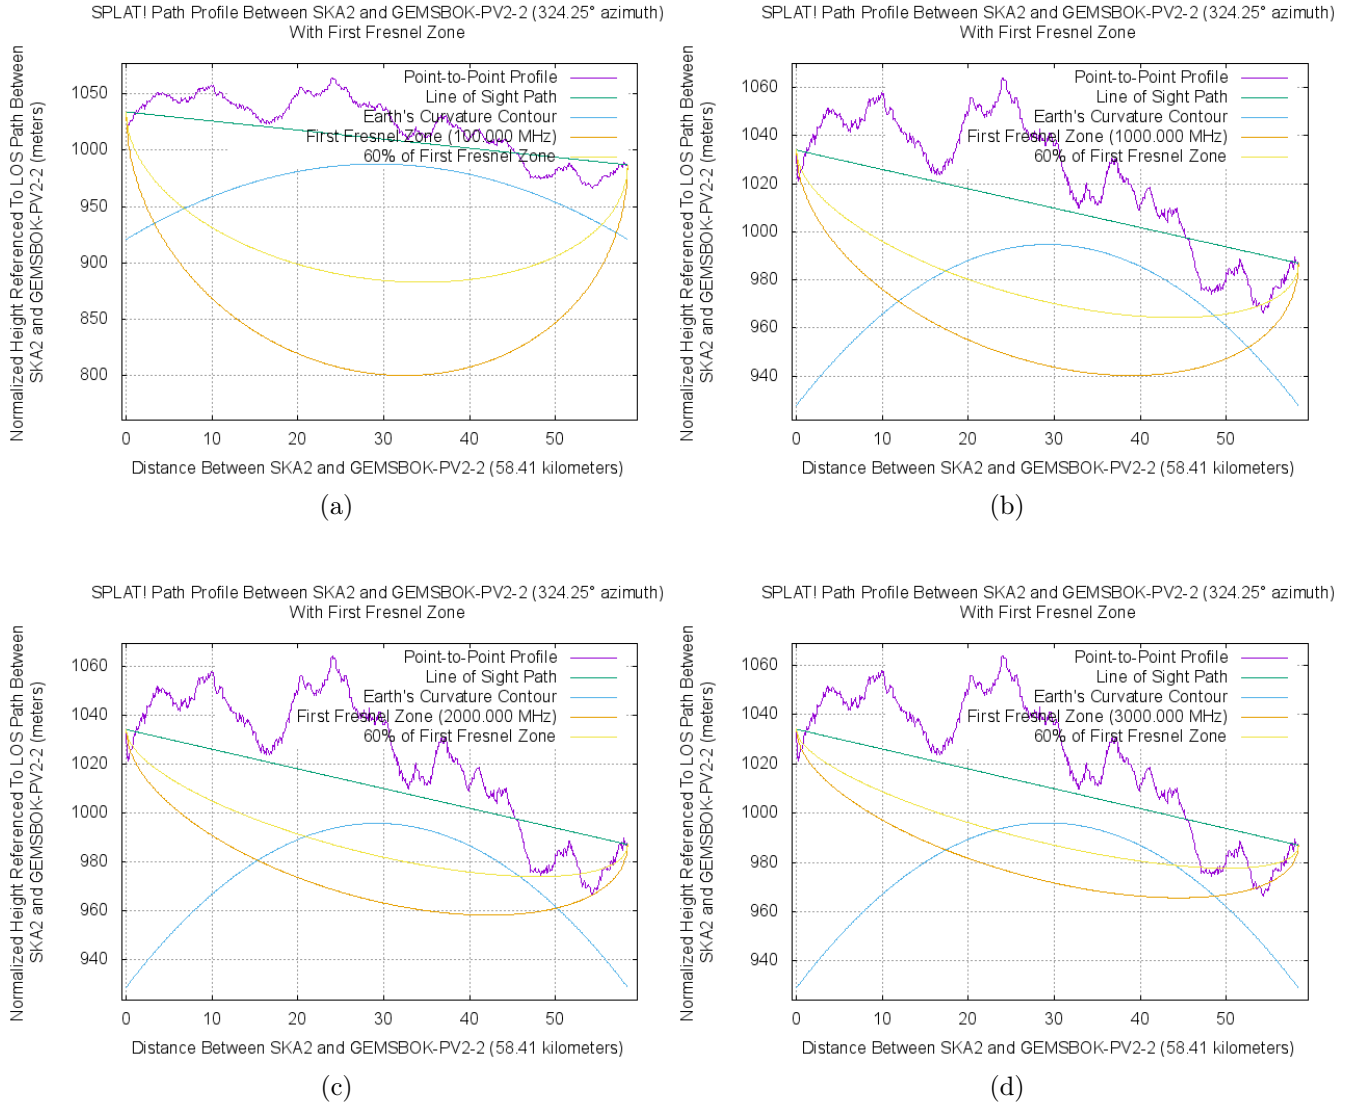 SPLAT! Path Profile Between SKA2 and GEMSBOK-PV2-2 (324.25° azimuth)
With First Fresnel Zone
Normalized Height Referenced To LOS Path Between
SKA2 and GEMSBOK-PV2-2 (meters)
Point-to-Point Profile
Line of Sight Path
Earth's Curvature Contour
First Fresnel Zone (100.000 MHz)
60% of First Fresnel Zone
1050
1000
950
900
850
800
0 10 20 30 40 50
Distance Between SKA2 and GEMSBOK-PV2-2 (58.41 kilometers)
(a)
SPLAT! Path Profile Between SKA2 and GEMSBOK-PV2-2 (324.25° azimuth)
With First Fresnel Zone
Normalized Height Referenced To LOS Path Between
SKA2 and GEMSBOK-PV2-2 (meters)
Point-to-Point Profile
Line of Sight Path
Earth's Curvature Contour
First Fresnel Zone (1000.000 MHz)
60% of First Fresnel Zone
1060
1040
1020
1000
980
960
940
0 10 20 30 40 50
Distance Between SKA2 and GEMSBOK-PV2-2 (58.41 kilometers)
(b)
SPLAT! Path Profile Between SKA2 and GEMSBOK-PV2-2 (324.25° azimuth)
With First Fresnel Zone
Normalized Height Referenced To LOS Path Between
SKA2 and GEMSBOK-PV2-2 (meters)
Point-to-Point Profile
Line of Sight Path
Earth's Curvature Contour
First Fresnel Zone (2000.000 MHz)
60% of First Fresnel Zone
1060
1040
1020
1000
980
960
940
0 10 20 30 40 50
Distance Between SKA2 and GEMSBOK-PV2-2 (58.41 kilometers)
(c)
SPLAT! Path Profile Between SKA2 and GEMSBOK-PV2-2 (324.25° azimuth)
With First Fresnel Zone
Normalized Height Referenced To LOS Path Between
SKA2 and GEMSBOK-PV2-2 (meters)
Point-to-Point Profile
Line of Sight Path
Earth's Curvature Contour
First Fresnel Zone (3000.000 MHz)
60% of First Fresnel Zone
1060
1040
1020
1000
980
960
940
0 10 20 30 40 50
Distance Between SKA2 and GEMSBOK-PV2-2 (58.41 kilometers)
(d)